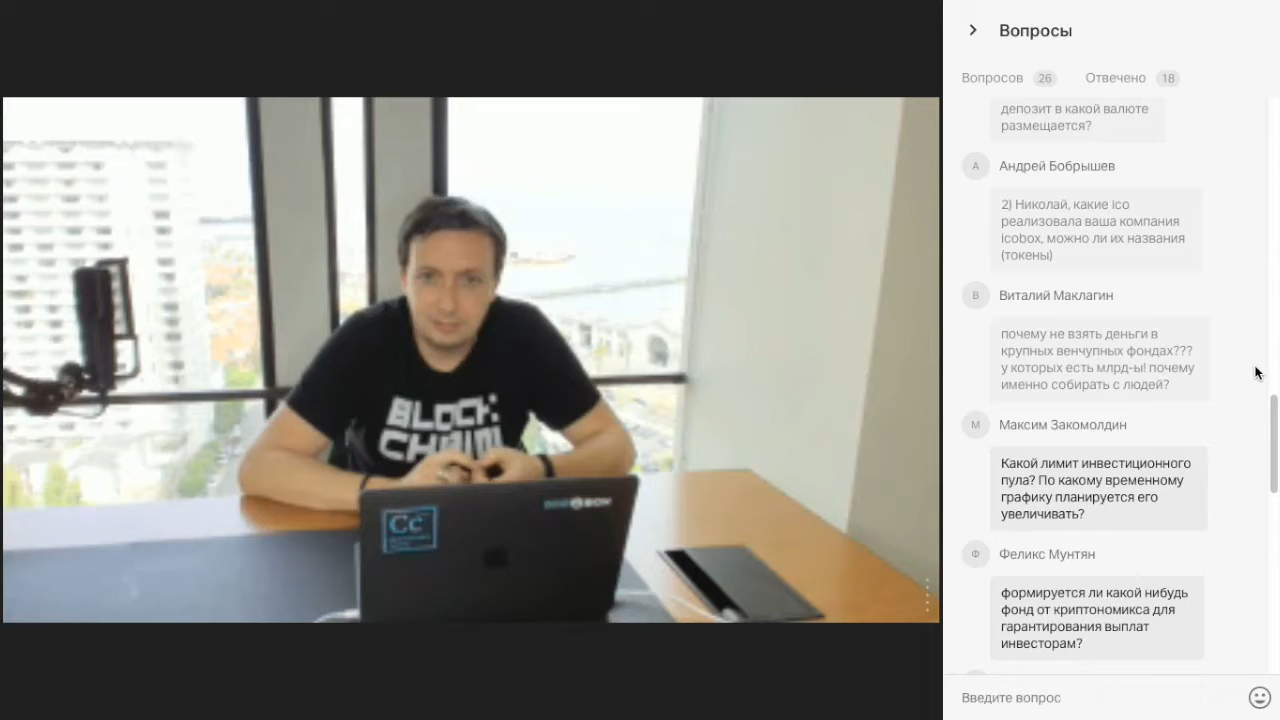 Вопросы
Вопросов 26 Отвечено 18
депозит в какой валюте
размещается?
А Андрей Бобрышев
2) Николай, какие ico
реализовала ваша компания
icobox, можно ли их названия
(токены)
В Виталий Маклагин
почему не взять деньги в
крупных венчупных фондах???
у которых есть млрд-ы! почему
именно собирать с людей?
М Максим Закомолдин
Какой лимит инвестиционного
пула? По какому временному
графику планируется его
увеличивать?
Ф Феликс Мунтян
формируется ли какой нибудь
фонд от криптономикса для
гарантирования выплат
инвесторам?
Введите вопрос
BLOCK
CHAIN
Cc